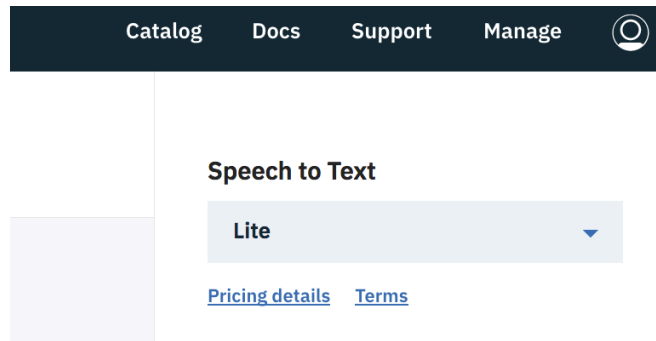 Catalog Docs Support Manage
Speech to Text
Lite
Pricing details Terms